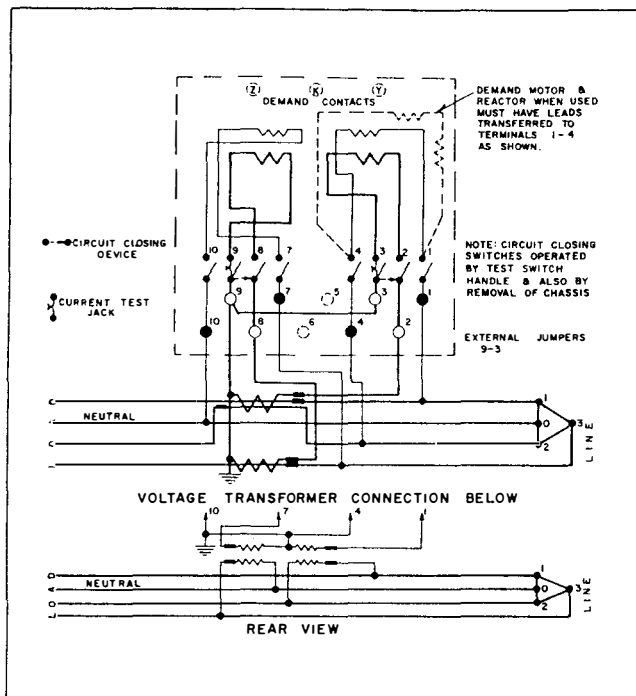 Z K Y
DEMAND CONTACTS
DEMAND MOTOR &
REACTOR WHEN USED
MUST HAVE LEADS
TRANSFERRED TO
TERMINALS 1-4
AS SHOWN.
CIRCUIT CLOSING
DEVICE
10 9 8 7 4 3 2
NOTE: CIRCUIT CLOSING
SWITCHES OPERATED
BY TEST SWITCH
HANDLE & ALSO BY
REMOVAL OF CHASSIS
CURRENT TEST
JACK
9 7 5 3 1
10 8 6 4 2
EXTERNAL JUMPERS
9-3
NEUTRAL
1
0 3
2
LINE
VOLTAGE TRANSFORMER CONNECTION BELOW
10 7 4 1
LOAD
NEUTRAL
1
0 3
2
LINE
REAR VIEW